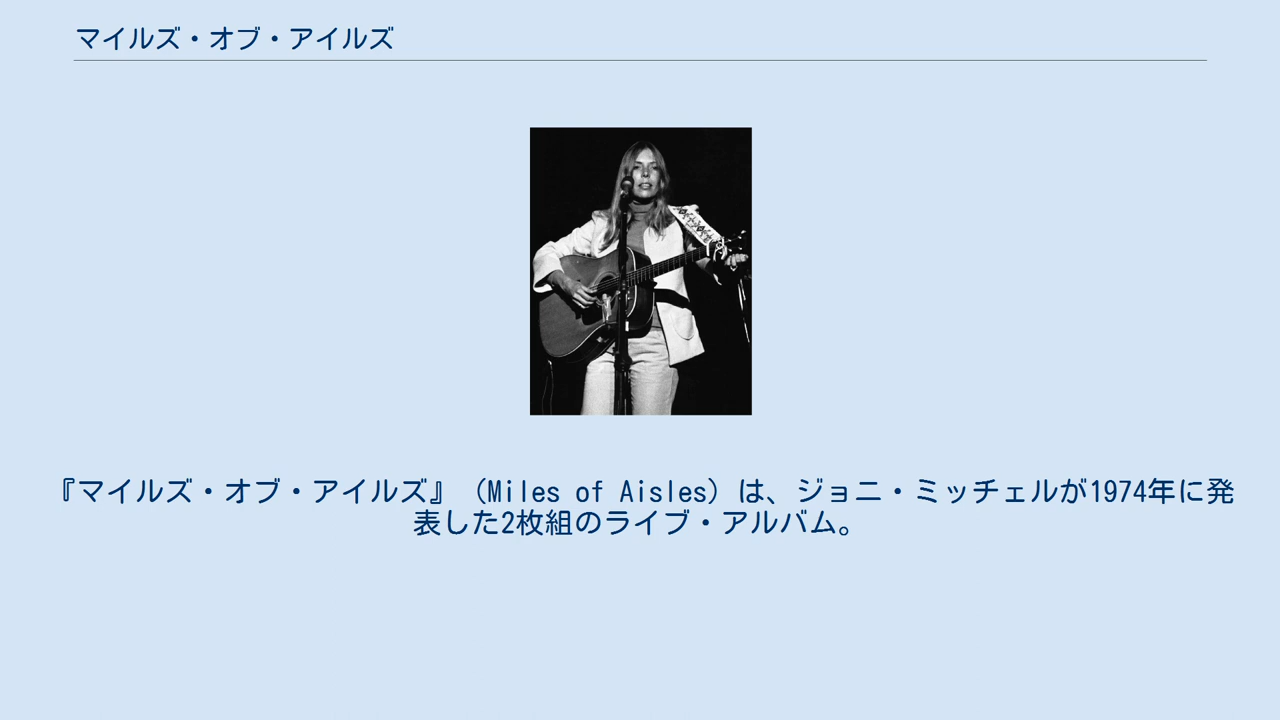 マイルズ・オブ・アイルズ
『マイルズ・オブ・アイルズ』（Miles of Aisles）は、ジョニ・ミッチェルが1974年に発
表した2枚組のライブ・アルバム。